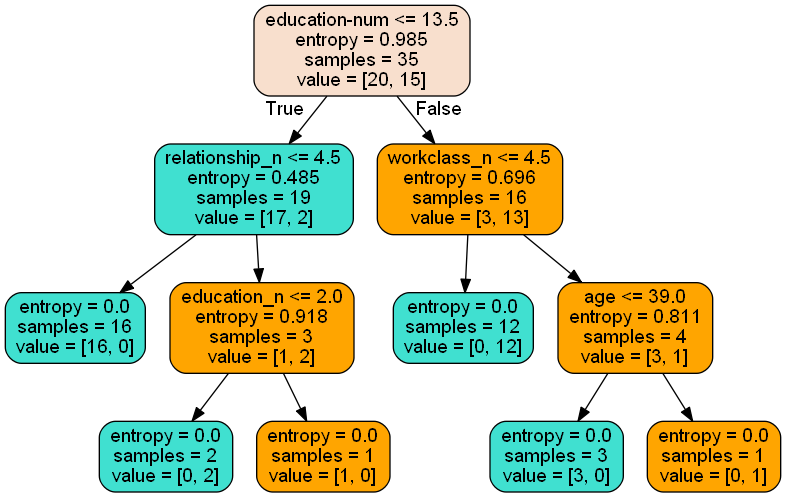 education-num <= 13.5
entropy = 0.985
samples = 35
value = [20, 15]
True
False
relationship_n <= 4.5
entropy = 0.485
samples = 19
value = [17, 2]
workclass_n <= 4.5
entropy = 0.696
samples = 16
value = [3, 13]
entropy = 0.0
samples = 16
value = [16, 0]
education_n <= 2.0
entropy = 0.918
samples = 3
value = [1, 2]
entropy = 0.0
samples = 12
value = [0, 12]
age <= 39.0
entropy = 0.811
samples = 4
value = [3, 1]
entropy = 0.0
samples = 2
value = [0, 2]
entropy = 0.0
samples = 1
value = [1, 0]
entropy = 0.0
samples = 3
value = [3, 0]
entropy = 0.0
samples = 1
value = [0, 1]